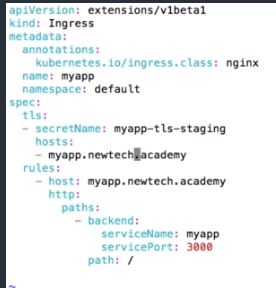 apiVersion: extensions/v1beta1
kind: Ingress
metadata:
  annotations:
    kubernetes.io/ingress.class: nginx
  name: myapp
  namespace: default
spec:
  tls:
  - secretName: myapp-tls-staging
    hosts:
    - myapp.newtech.academy
  rules:
    - host: myapp.newtech.academy
      http:
        paths:
          - backend:
              serviceName: myapp
              servicePort: 3000
            path: /
~